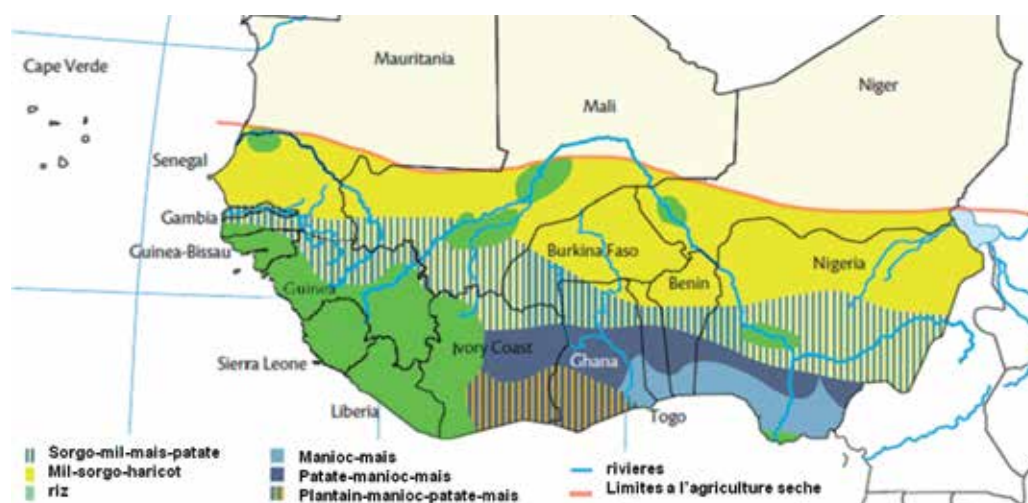 Cape Verde
Mauritania
Mali
Niger
Senegal
Gambia
Guinea-Bissau
Burkina Faso
Nigeria
Benin
Guinea
Ivory Coast
Ghana
Sierra Leone
Liberia
Togo
Sorgo-mil-mais-patate
Mil-sorgo-haricot
riz
Manioc-mais
Patate-manioc-mais
Plantain-manioc-patate-mais
rivieres
Limites a l'agriculture seche